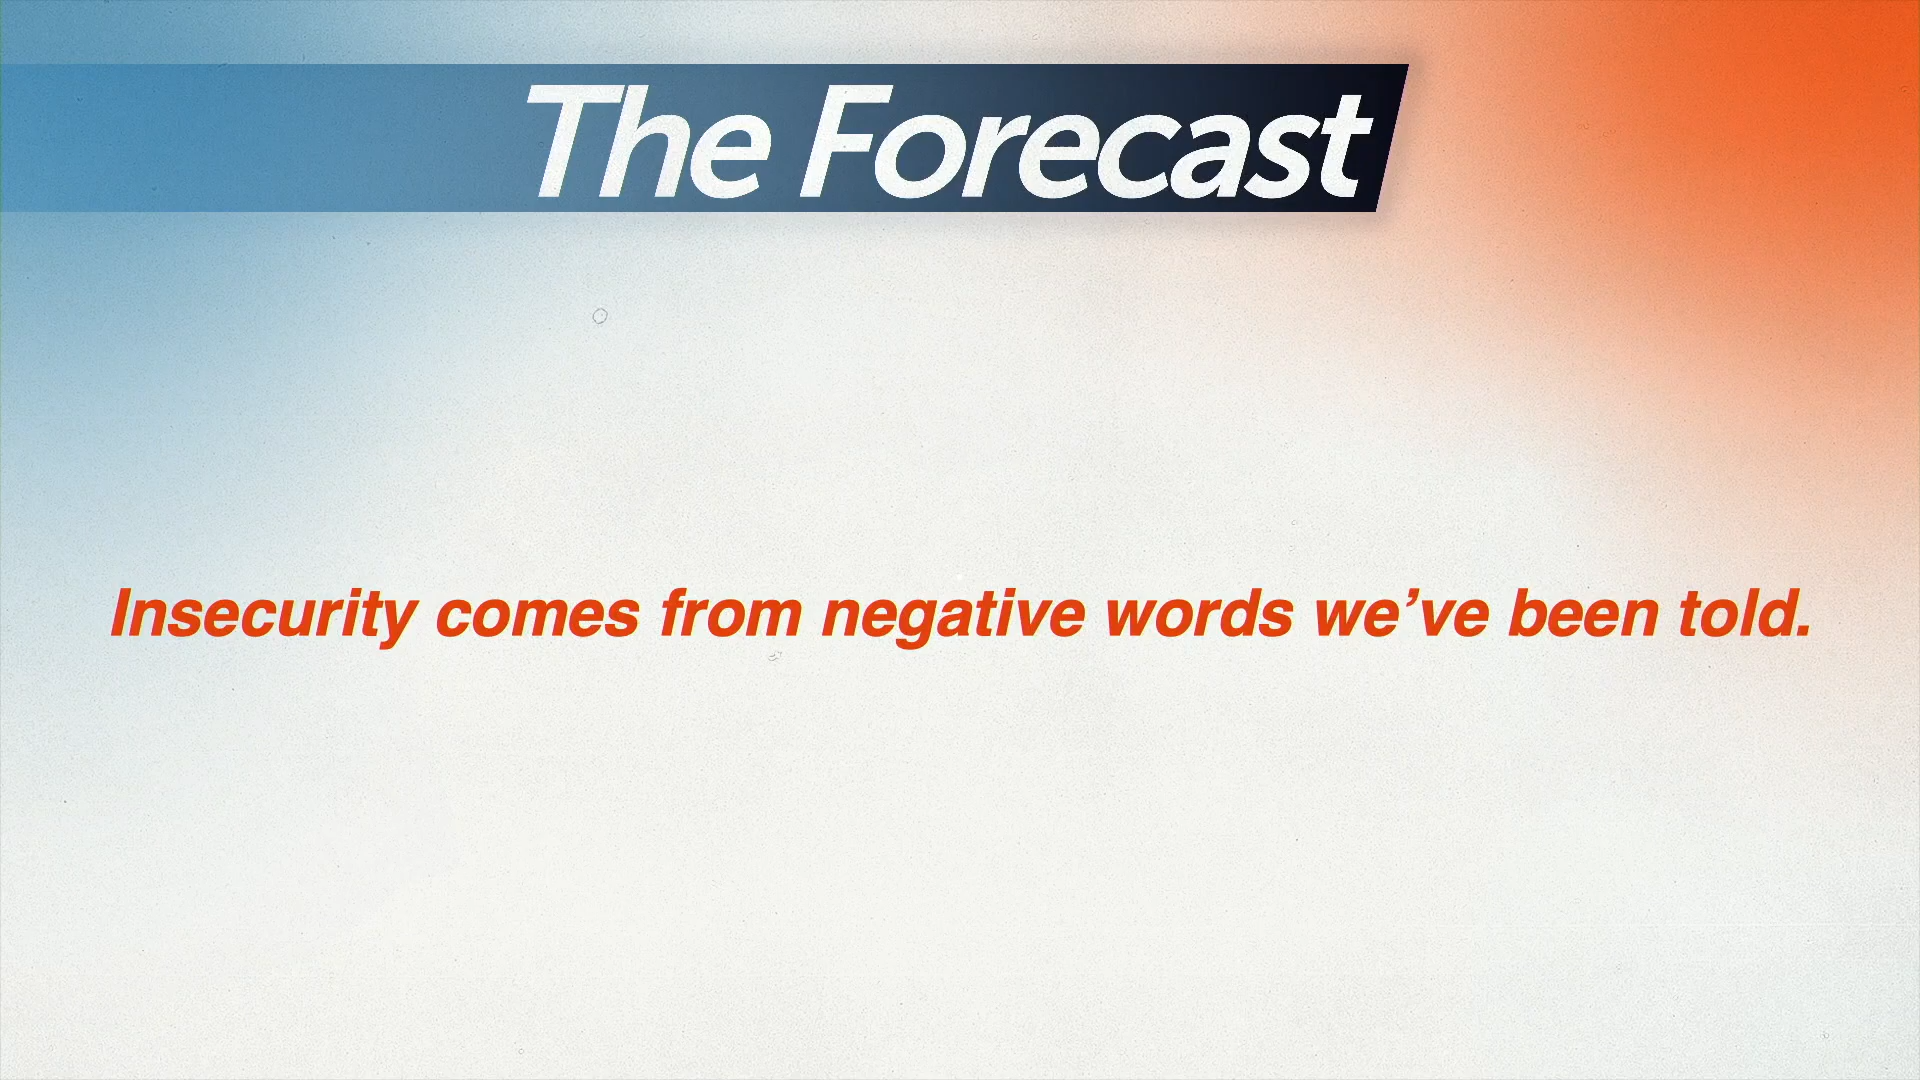 The Forecast
Insecurity comes from negative words we’ve been told.